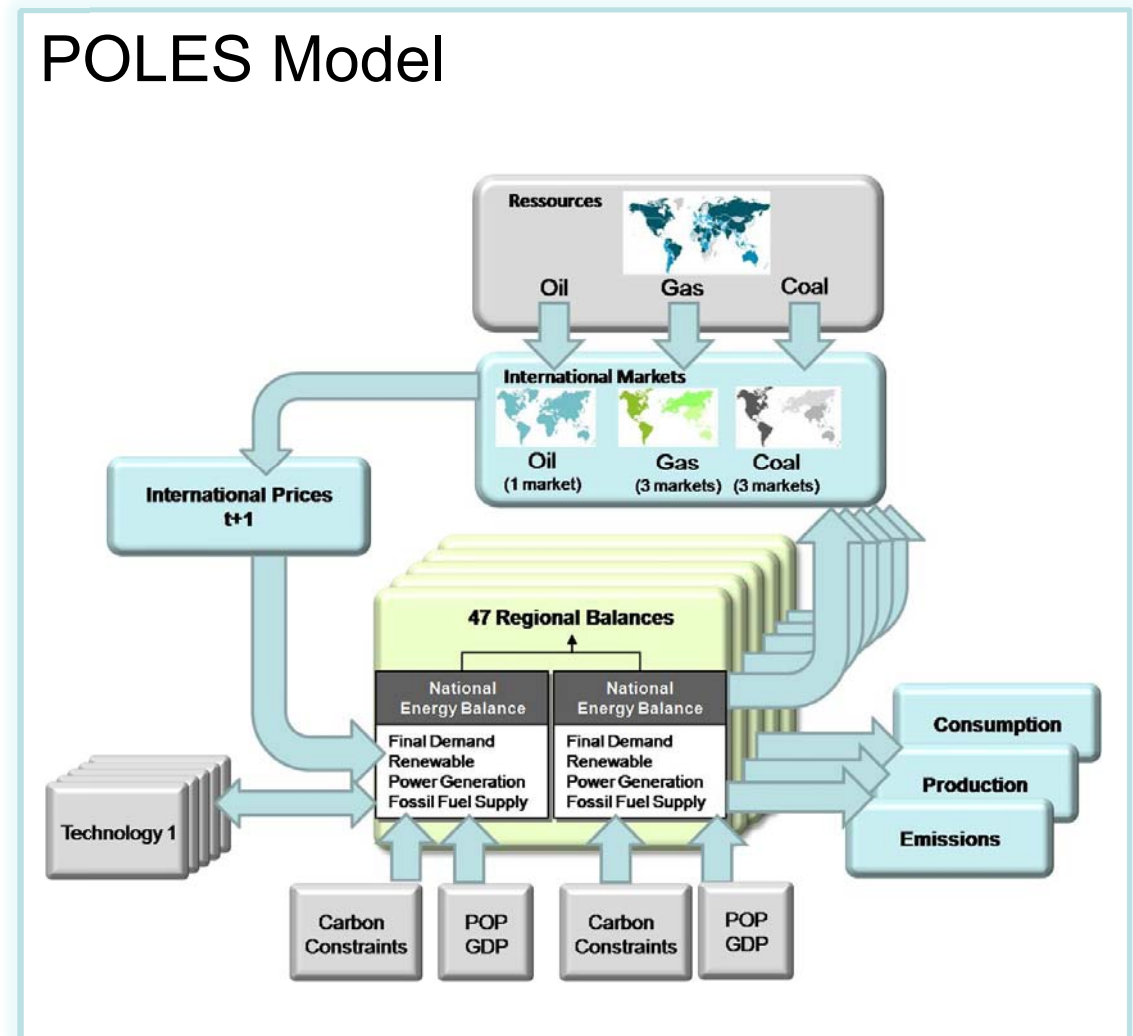 POLES Model
Ressources
Oil
Gas
Coal
International Markets
Oil
(1 market)
Gas
(3 markets)
Coal
(3 markets)
International Prices
t+1
47 Regional Balances
National
Energy Balance
Final Demand
Renewable
Power Generation
Fossil Fuel Supply
National
Energy Balance
Final Demand
Renewable
Power Generation
Fossil Fuel Supply
Consumption
Production
Emissions
Technology 1
Carbon
Constraints
POP
GDP
Carbon
Constraints
POP
GDP